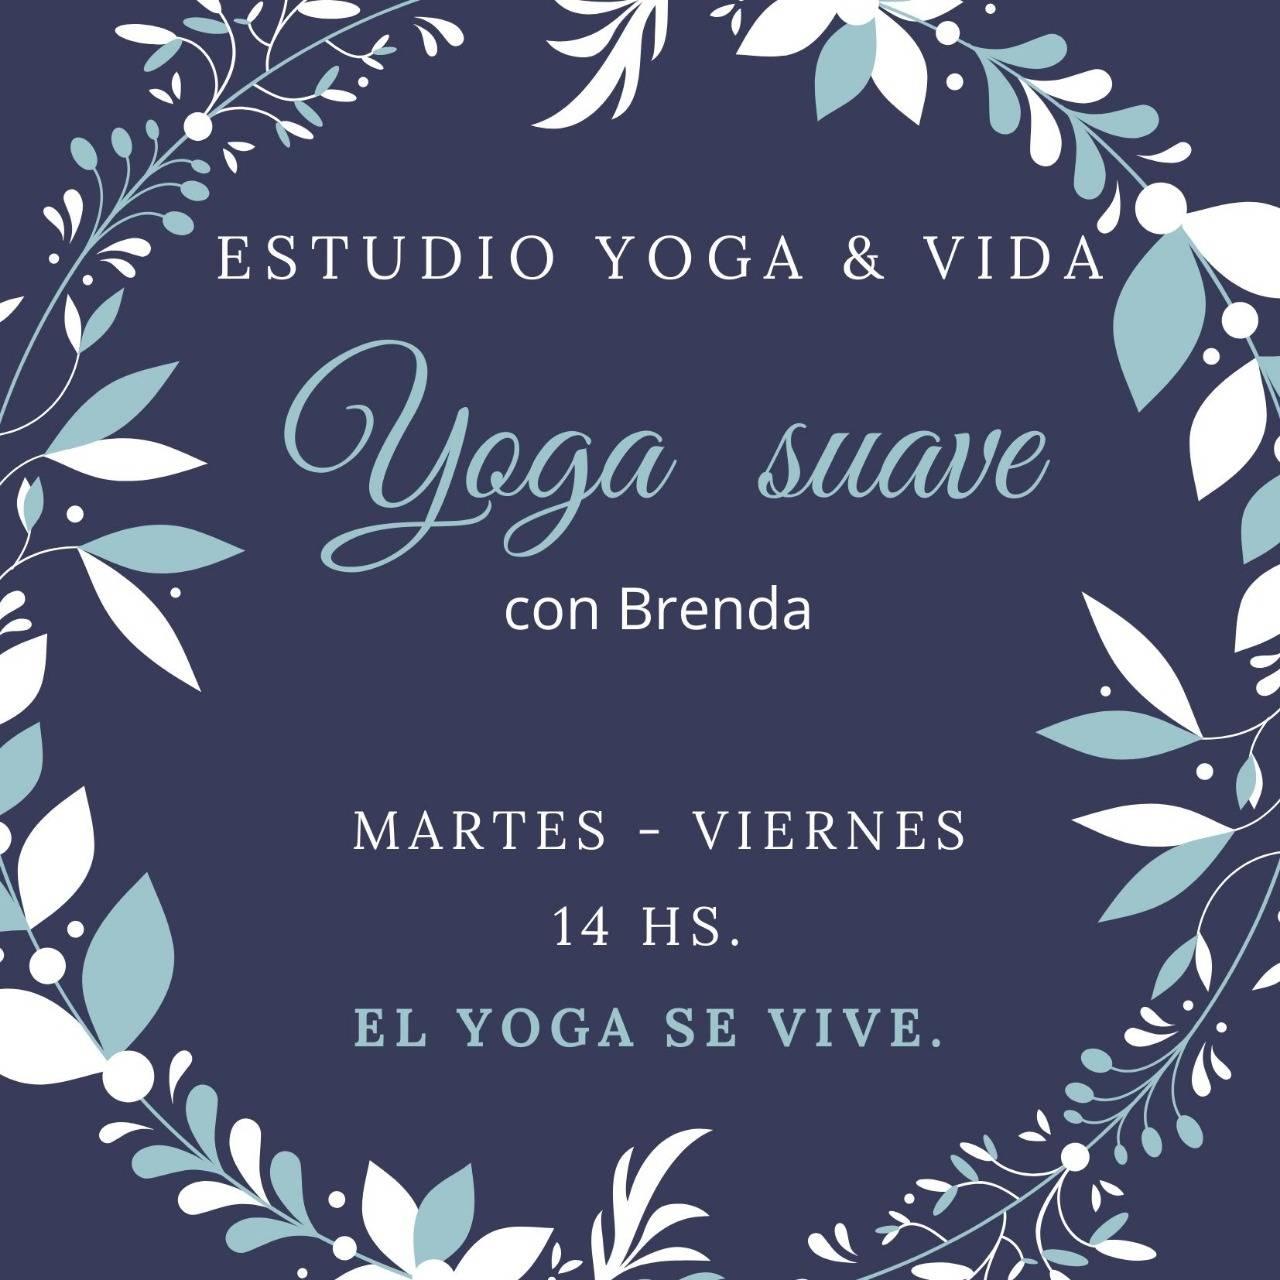 ESTUDIO YOGA & VIDA
Yoga suave
con Brenda
MARTES - VIERNES
14 HS.
EL YOGA SE VIVE.